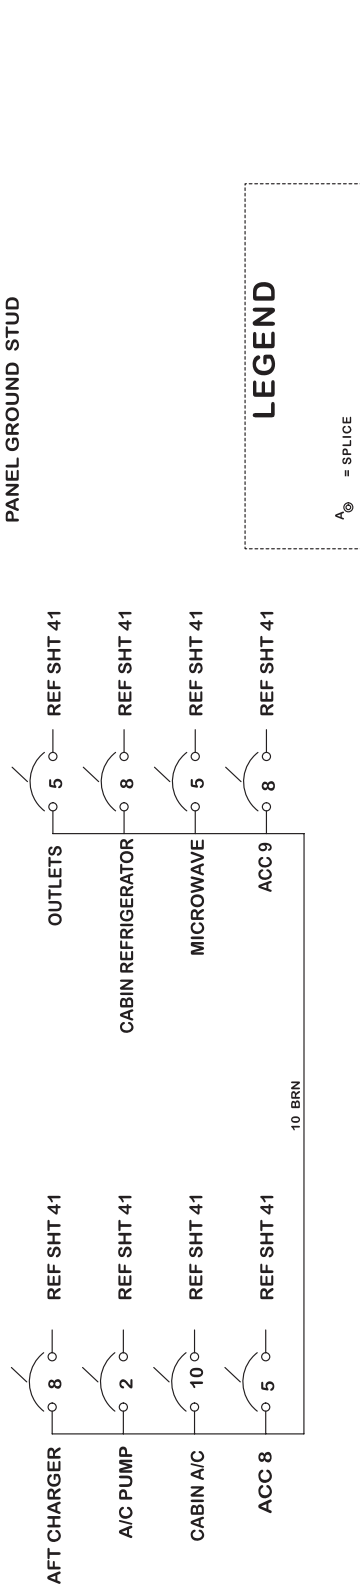 AFT CHARGER 8 REF SHT 41
A/C PUMP 2 REF SHT 41
CABIN A/C 10 REF SHT 41
ACC 8 5 REF SHT 41
10 BRN
OUTLETS 5 REF SHT 41
CABIN REFRIGERATOR 8 REF SHT 41
MICROWAVE 5 REF SHT 41
ACC 9 8 REF SHT 41
PANEL GROUND STUD
LEGEND
A = SPLICE